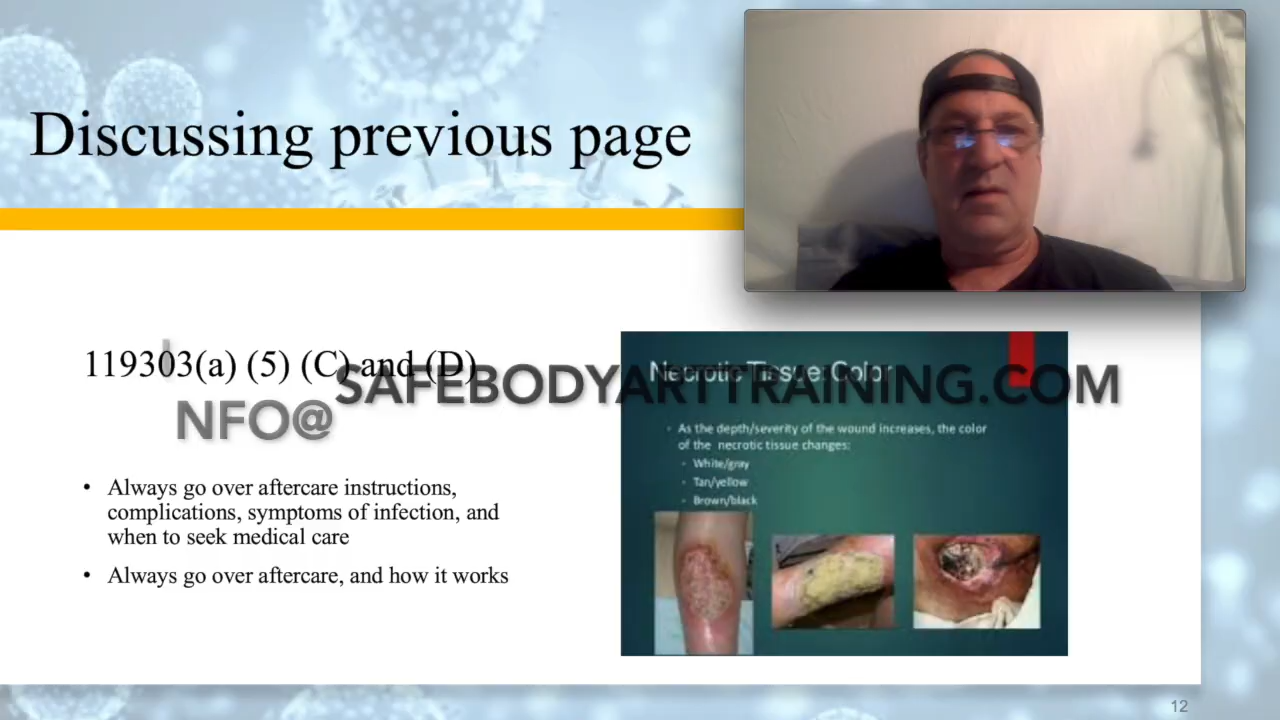 Discussing previous page
119303(a) (5) (C) and (D)
INFO@
SAFEBODYARTTRAINING.COM
• Always go over aftercare instructions,
complications, symptoms of infection, and
when to seek medical care
• Always go over aftercare, and how it works
Necrotic Tissue Color
• As the depth/severity of the wound increases, the color
of the necrotic tissue changes:
• White/gray
• Tan/yellow
• Brown/black
12